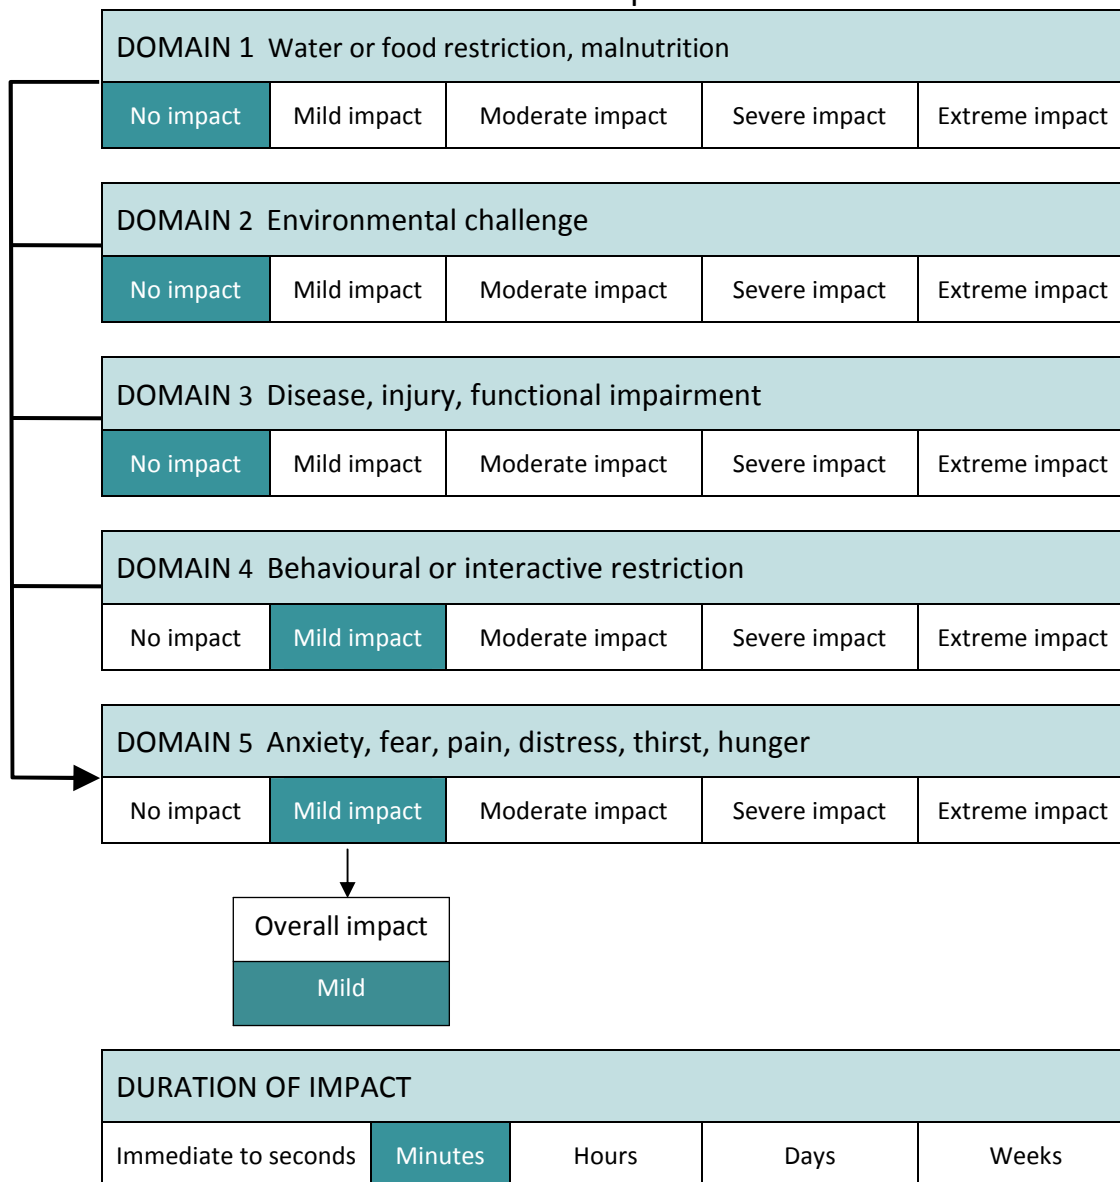 DOMAIN 1 Water or food restriction, malnutrition
No impact Mild impact Moderate impact Severe impact Extreme impact
DOMAIN 2 Environmental challenge
No impact Mild impact Moderate impact Severe impact Extreme impact
DOMAIN 3 Disease, injury, functional impairment
No impact Mild impact Moderate impact Severe impact Extreme impact
DOMAIN 4 Behavioural or interactive restriction
No impact Mild impact Moderate impact Severe impact Extreme impact
DOMAIN 5 Anxiety, fear, pain, distress, thirst, hunger
No impact Mild impact Moderate impact Severe impact Extreme impact
Overall impact
Mild
DURATION OF IMPACT
Immediate to seconds Minutes Hours Days Weeks